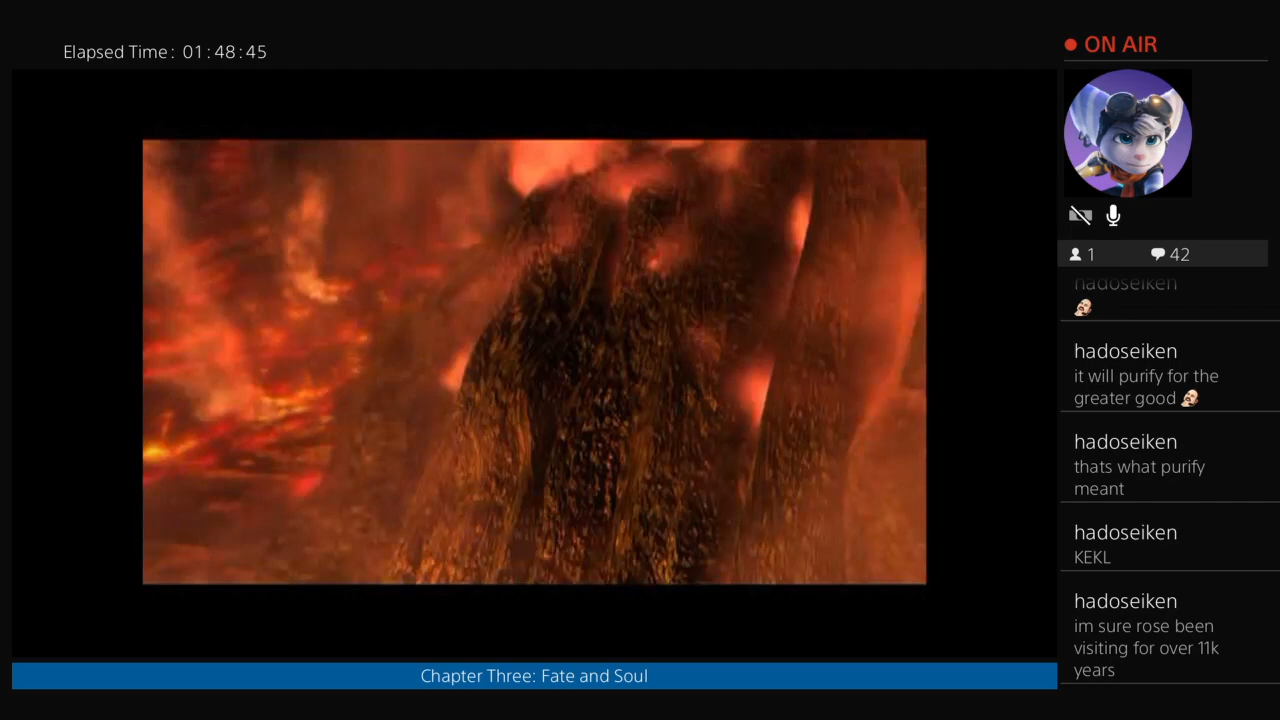 Elapsed Time: 01:48:45
ON AIR
1
42
hadoseiken
hadoseiken
it will purify for the
greater good
hadoseiken
thats what purify
meant
hadoseiken
KEKL
hadoseiken
im sure rose been
visiting for over 11k
years
Chapter Three: Fate and Soul